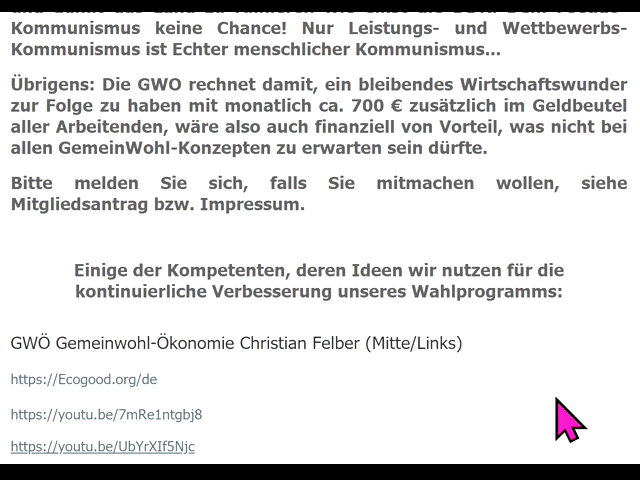 Kommunismus keine Chance! Nur Leistungs- und Wettbewerbs-
Kommunismus ist Echter menschlicher Kommunismus...
Übrigens: Die GWO rechnet damit, ein bleibendes Wirtschaftswunder
zur Folge zu haben mit monatlich ca. 700 € zusätzlich im Geldbeutel
aller Arbeitenden, wäre also auch finanziell von Vorteil, was nicht bei
allen GemeinWohl-Konzepten zu erwarten sein dürfte.
Bitte melden Sie sich, falls Sie mitmachen wollen, siehe
Mitgliedsantrag bzw. Impressum.
Einige der Kompetenten, deren Ideen wir nutzen für die
kontinuierliche Verbesserung unseres Wahlprogramms:
GWÖ Gemeinwohl-Ökonomie Christian Felber (Mitte/Links)
https://Ecogood.org/de
https://youtu.be/7mRe1ntgbj8
https://youtu.be/UbYrXIf5Njc